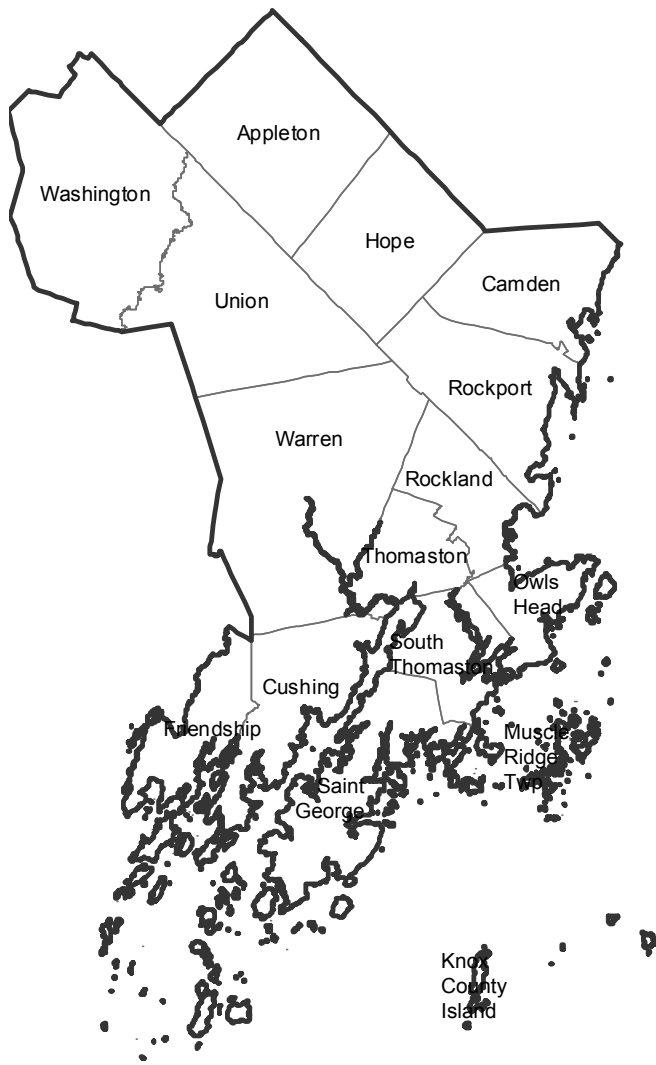 Appleton
Washington
Hope
Camden
Union
Rockport
Warren
Rockland
Thomaston
Owls
Head
South
Thomaston
Cushing
Friendship
Muscle
Ridge
Twp
Saint
George
Knox
County
Island